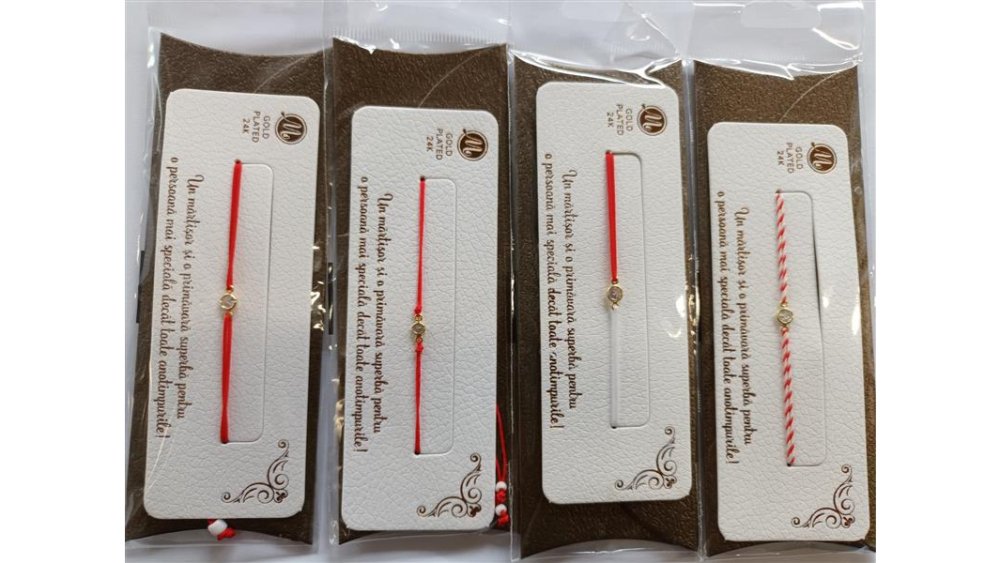 M
GOLD
PLATED
24K
Un mărțișor și o primăvară superbă pentru
o persoană mai specială decât toate anotimpurile!
M
GOLD
PLATED
24K
Un mărțișor și o primăvară superbă pentru
o persoană mai specială decât toate anotimpurile!
M
GOLD
PLATED
24K
Un mărțișor și o primăvară superbă pentru
o persoană mai specială decât toate anotimpurile!
M
GOLD
PLATED
24K
Un mărțișor și o primăvară superbă pentru
o persoană mai specială decât toate anotimpurile!